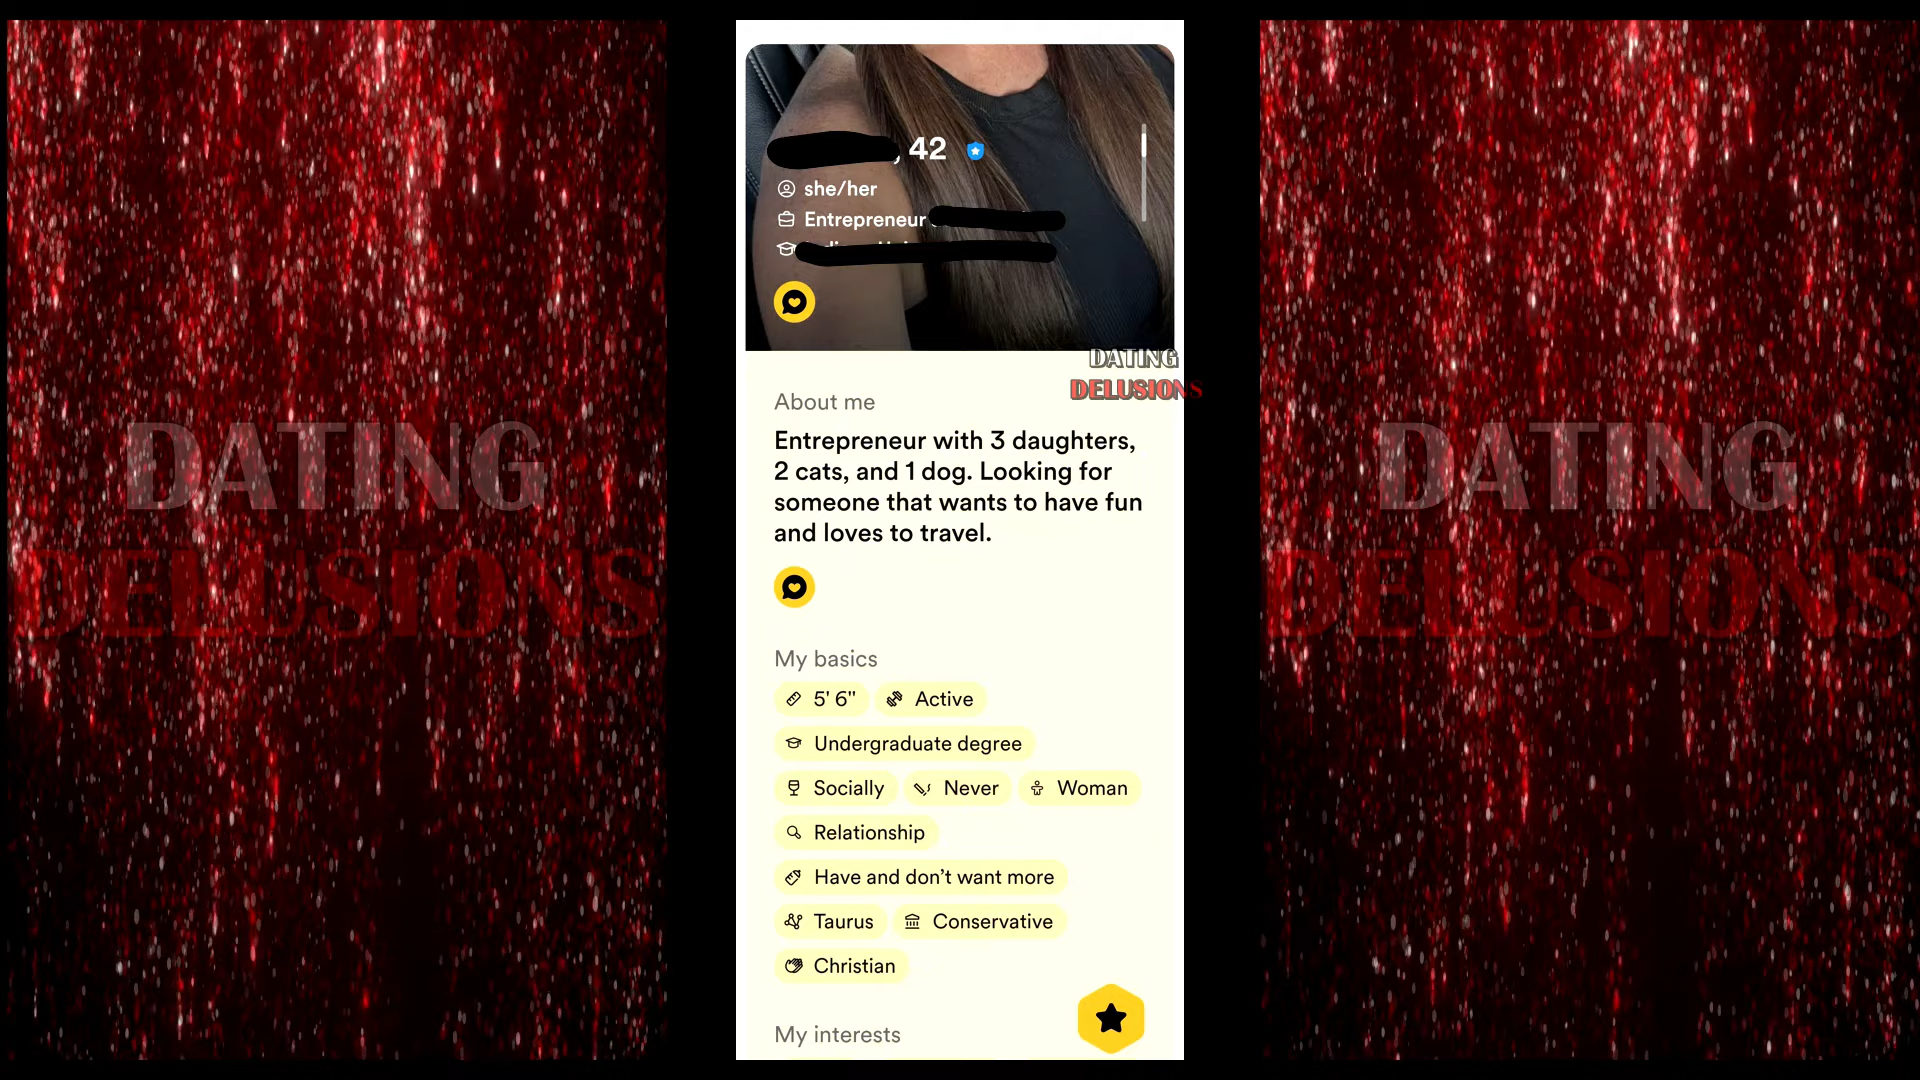 , 42
she/her
Entrepreneur
DATING
DELUSIONS
About me
Entrepreneur with 3 daughters,
2 cats, and 1 dog. Looking for
someone that wants to have fun
and loves to travel.
My basics
5' 6"
Active
Undergraduate degree
Socially
Never
Woman
Relationship
Have and don’t want more
Taurus
Conservative
Christian
My interests
DATING
DELUSIONS
DATING
DELUSIONS